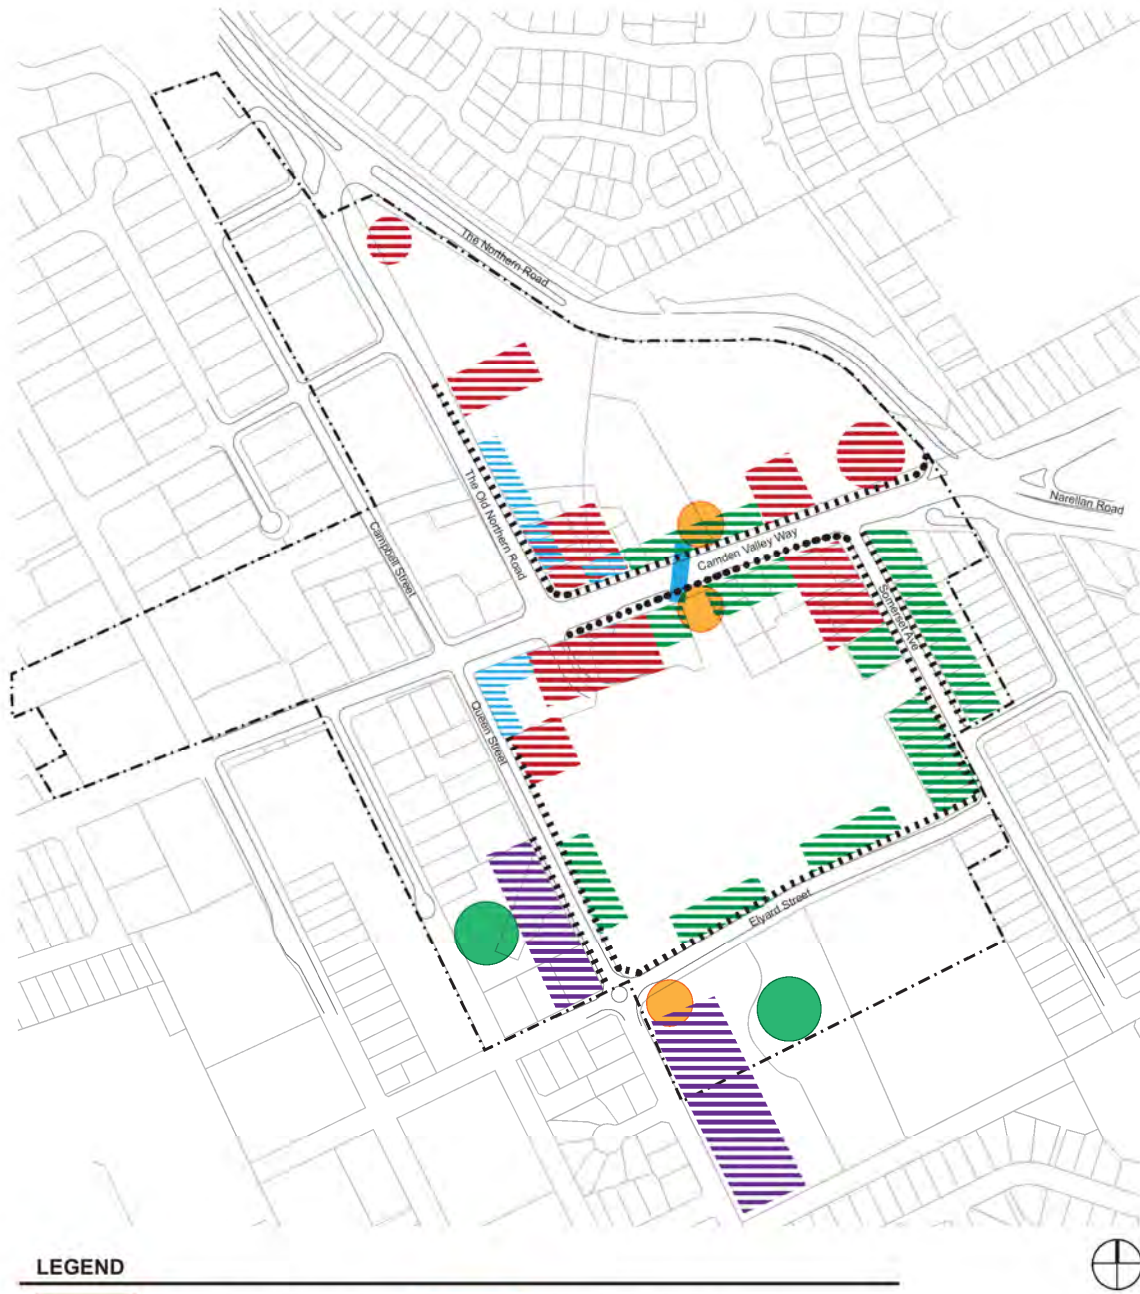 The Northern Road
The Old Northern Road
Narellan Road
Camden Valley Way
Campbell Street
Somerset Ave
Queen Street
Elyard Street
LEGEND